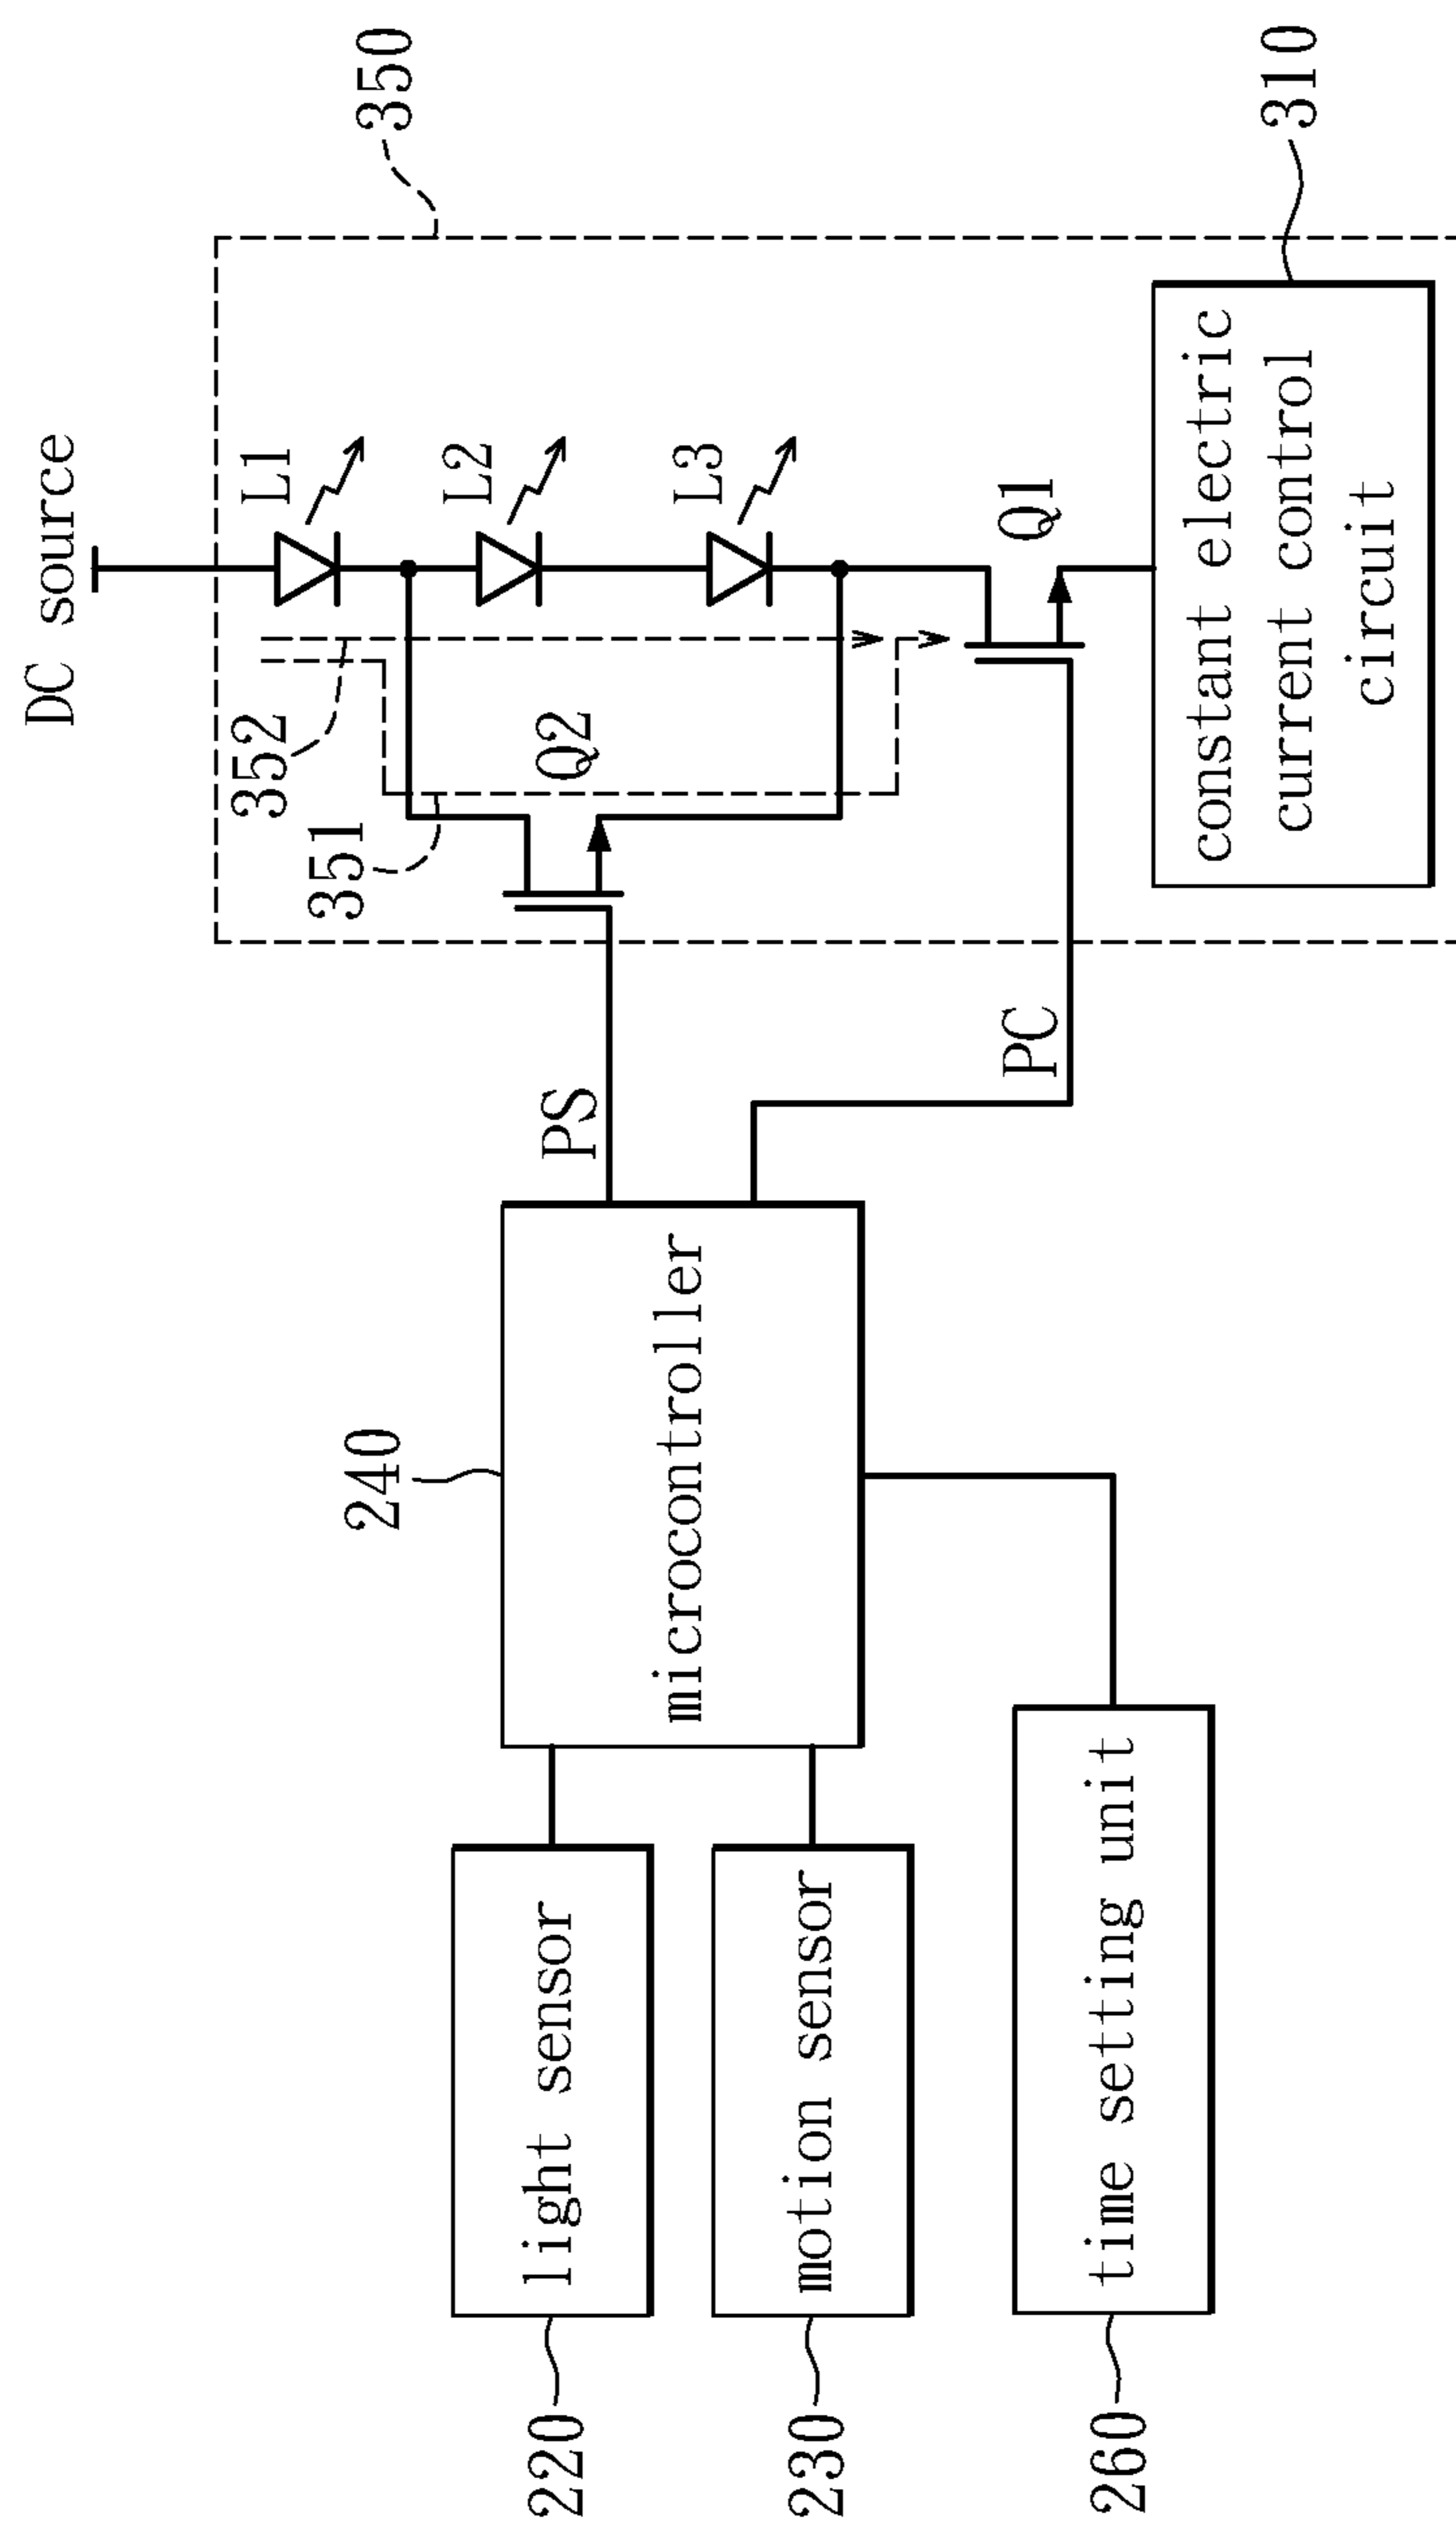 DC source
350
L1
L2
L3
352
351
Q2
Q1
310
constant electric
current control
circuit
PS
PC
240
microcontroller
light sensor
220
motion sensor
230
time setting unit
260